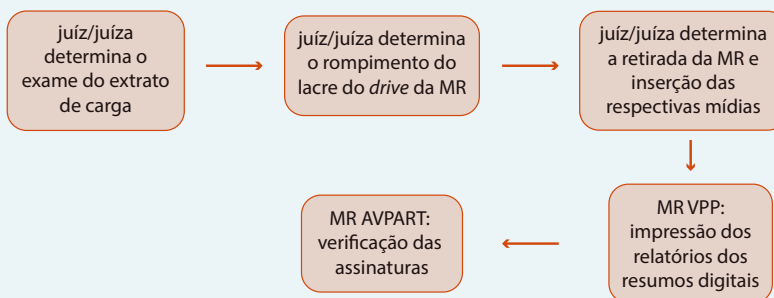 juíz/juíza
determina o
exame do extrato
de carga
juíz/juíza determina
o rompimento do
lacre do drive da MR
juíz/juíza determina
a retirada da MR e
inserção das
respectivas mídias
MR VPP:
impressão dos
relatórios dos
resumos digitais
MR AVPART:
verificação das
assinaturas